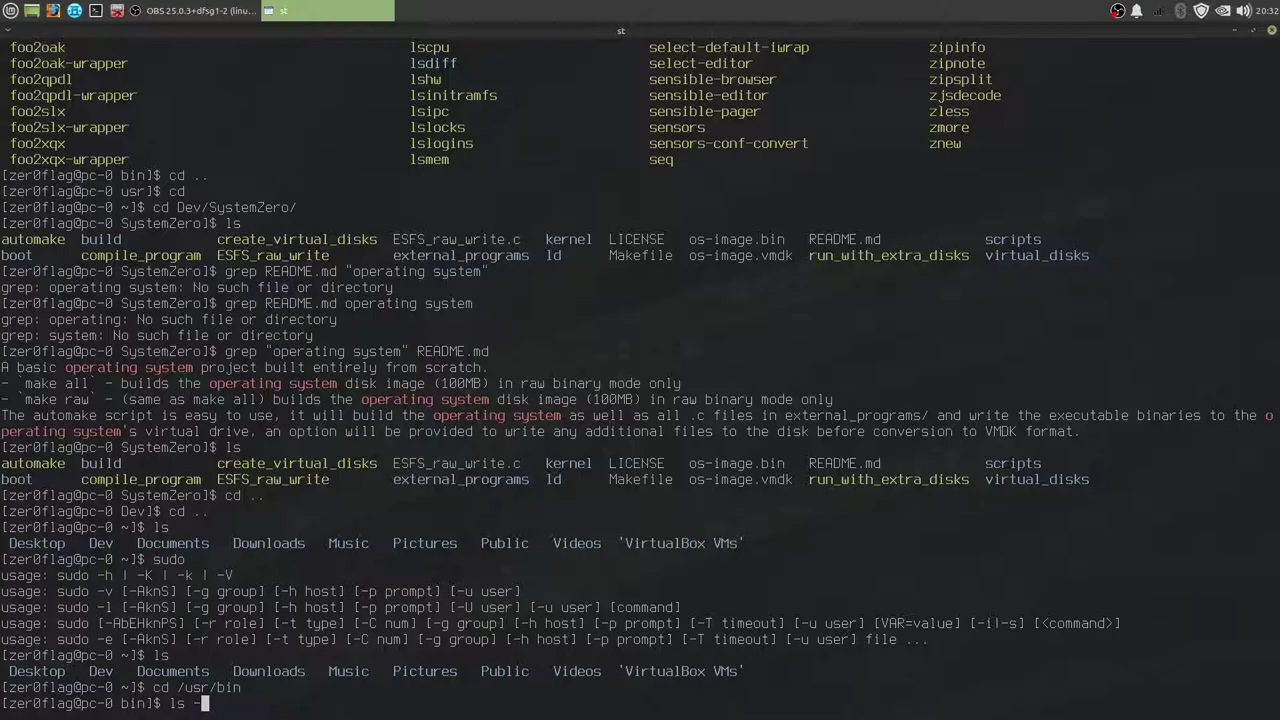 OBS 25.0.3+dfsg1-2 (linu... st 20:32
st
foo2oak lscpu select-default-iwrap zipinfo
foo2oak-wrapper lsdiff select-editor zipnote
foo2qpdl lshw sensible-browser zipsplit
foo2qpdl-wrapper lsinitramfs sensible-editor zjsdecode
foo2slx lsipc sensible-pager zless
foo2slx-wrapper lslocks sensors zmore
foo2xqx lslogins sensors-conf-convert znew
foo2xqx-wrapper lsmem seq
[zer0flag@pc-0 bin]$ cd ..
[zer0flag@pc-0 usr]$ cd
[zer0flag@pc-0 ~]$ cd Dev/SystemZero/
[zer0flag@pc-0 SystemZero]$ ls
automake build create_virtual_disks ESFS_raw_write.c kernel LICENSE os-image.bin README.md scripts
boot compile_program ESFS_raw_write external_programs ld Makefile os-image.vmdk run_with_extra_disks virtual_disks
[zer0flag@pc-0 SystemZero]$ grep README.md "operating system"
grep: operating system: No such file or directory
[zer0flag@pc-0 SystemZero]$ grep README.md operating system
grep: operating: No such file or directory
grep: system: No such file or directory
[zer0flag@pc-0 SystemZero]$ grep "operating system" README.md
A basic operating system project built entirely from scratch.
- `make all` - builds the operating system disk image (100MB) in raw binary mode only
- `make raw` - (same as make all) builds the operating system disk image (100MB) in raw binary mode only
The automake script is easy to use, it will build the operating system as well as all .c files in external_programs/ and write the executable binaries to the o
perating system's virtual drive, an option will be provided to write any additional files to the disk before conversion to VMDK format.
[zer0flag@pc-0 SystemZero]$ ls
automake build create_virtual_disks ESFS_raw_write.c kernel LICENSE os-image.bin README.md scripts
boot compile_program ESFS_raw_write external_programs ld Makefile os-image.vmdk run_with_extra_disks virtual_disks
[zer0flag@pc-0 SystemZero]$ cd ..
[zer0flag@pc-0 Dev]$ cd ..
[zer0flag@pc-0 ~]$ ls
Desktop Dev Documents Downloads Music Pictures Public Videos 'VirtualBox VMs'
[zer0flag@pc-0 ~]$ sudo
usage: sudo -h | -K | -k | -V
usage: sudo -v [-AknS] [-g group] [-h host] [-p prompt] [-u user]
usage: sudo -l [-AknS] [-g group] [-h host] [-p prompt] [-U user] [-u user] [command]
usage: sudo [-AbEHknPS] [-r role] [-t type] [-C num] [-g group] [-h host] [-p prompt] [-T timeout] [-u user] [VAR=value] [-i|-s] [<command>]
usage: sudo -e [-AknS] [-r role] [-t type] [-C num] [-g group] [-h host] [-p prompt] [-T timeout] [-u user] file ...
[zer0flag@pc-0 ~]$ ls
Desktop Dev Documents Downloads Music Pictures Public Videos 'VirtualBox VMs'
[zer0flag@pc-0 ~]$ cd /usr/bin
[zer0flag@pc-0 bin]$ ls -